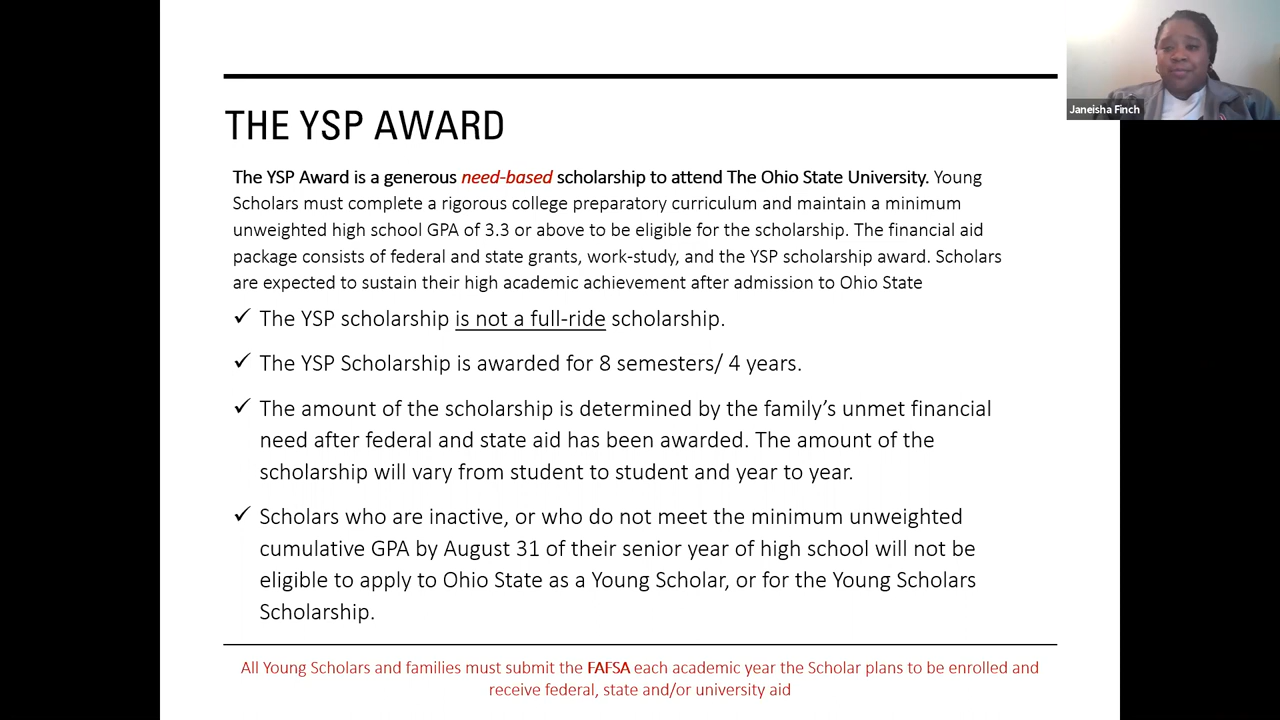 Janeisha Finch
THE YSP AWARD
The YSP Award is a generous need-based scholarship to attend The Ohio State University. Young
Scholars must complete a rigorous college preparatory curriculum and maintain a minimum
unweighted high school GPA of 3.3 or above to be eligible for the scholarship. The financial aid
package consists of federal and state grants, work-study, and the YSP scholarship award. Scholars
are expected to sustain their high academic achievement after admission to Ohio State
✓ The YSP scholarship is not a full-ride scholarship.
✓ The YSP Scholarship is awarded for 8 semesters/ 4 years.
✓ The amount of the scholarship is determined by the family’s unmet financial
need after federal and state aid has been awarded. The amount of the
scholarship will vary from student to student and year to year.
✓ Scholars who are inactive, or who do not meet the minimum unweighted
cumulative GPA by August 31 of their senior year of high school will not be
eligible to apply to Ohio State as a Young Scholar, or for the Young Scholars
Scholarship.
All Young Scholars and families must submit the FAFSA each academic year the Scholar plans to be enrolled and
receive federal, state and/or university aid